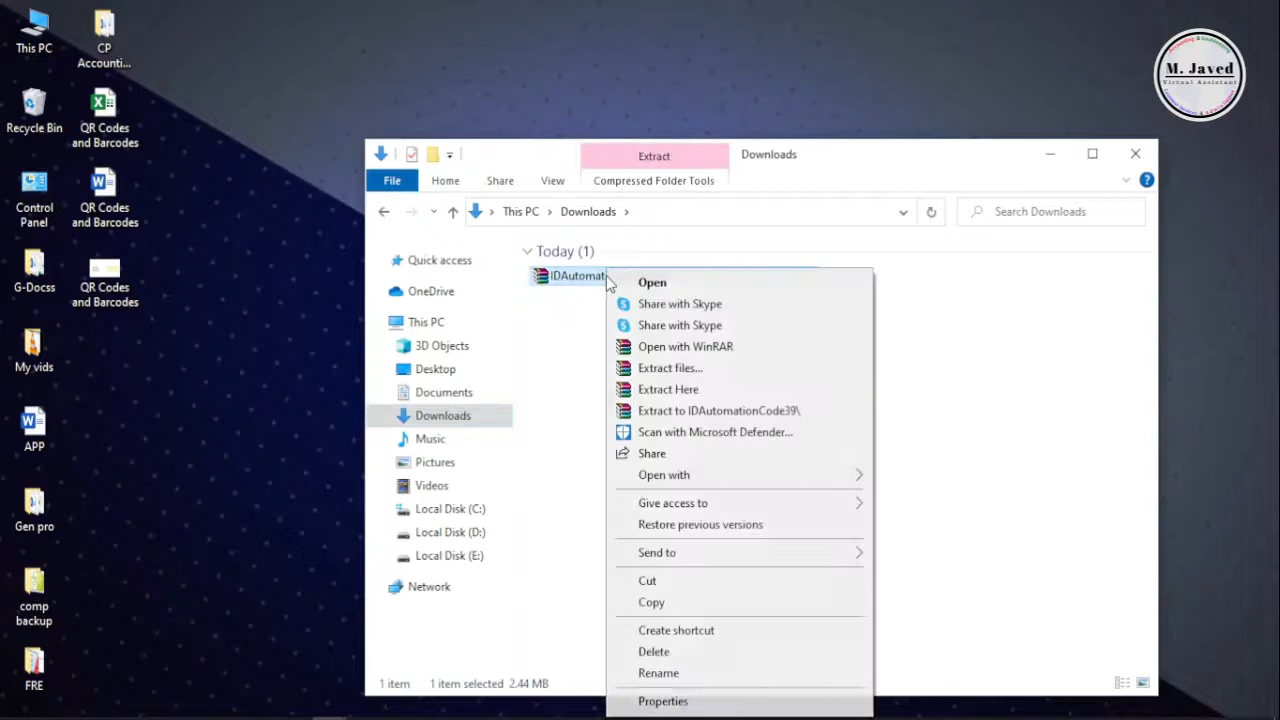 This PC
CP
Accounti...
Recycle Bin
QR Codes
and Barcodes
Control
Panel
QR Codes
and Barcodes
G-Docss
QR Codes
and Barcodes
My vids
APP
Gen pro
comp
backup
FRE
M. Javed
Virtual Assistant
Extract
Downloads
File
Home
Share
View
Compressed Folder Tools
This PC
Downloads
Search Downloads
Quick access
OneDrive
This PC
3D Objects
Desktop
Documents
Downloads
Music
Pictures
Videos
Local Disk (C:)
Local Disk (D:)
Local Disk (E:)
Network
Today (1)
IDAutomat
Open
Share with Skype
Share with Skype
Open with WinRAR
Extract files...
Extract Here
Extract to IDAutomationCode39\
Scan with Microsoft Defender...
Share
Open with
Give access to
Restore previous versions
Send to
Cut
Copy
Create shortcut
Delete
Rename
Properties
1 item
1 item selected 2.44 MB